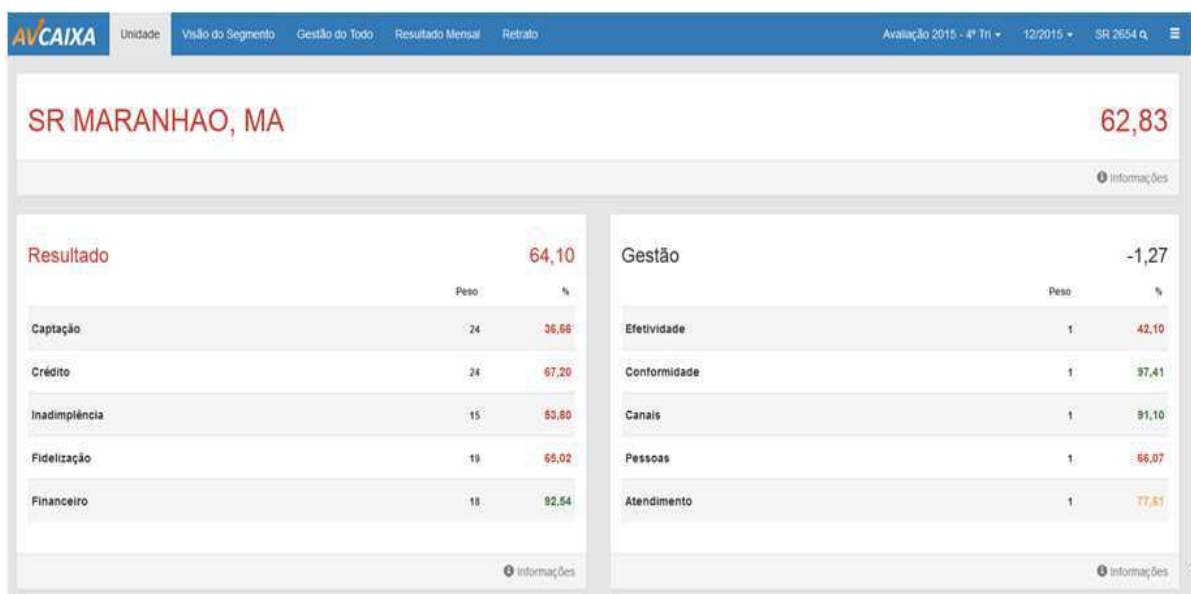 AVCAIXA Unidade Visão do Segmento Gestão do Todo Resultado Mensal Retrato Avaliação 2015 - 4º Tri 12/2015 SR 2654
SR MARANHAO, MA 62,83
Informações
Resultado 64,10
Peso %
Captação 24 36,66
Crédito 24 67,20
Inadimplência 15 53,80
Fidelização 19 65,02
Financeiro 18 92,54
Informações
Gestão -1,27
Peso %
Efetividade 1 42,10
Conformidade 1 97,41
Canais 1 91,10
Pessoas 1 66,07
Atendimento 1 77,61
Informações